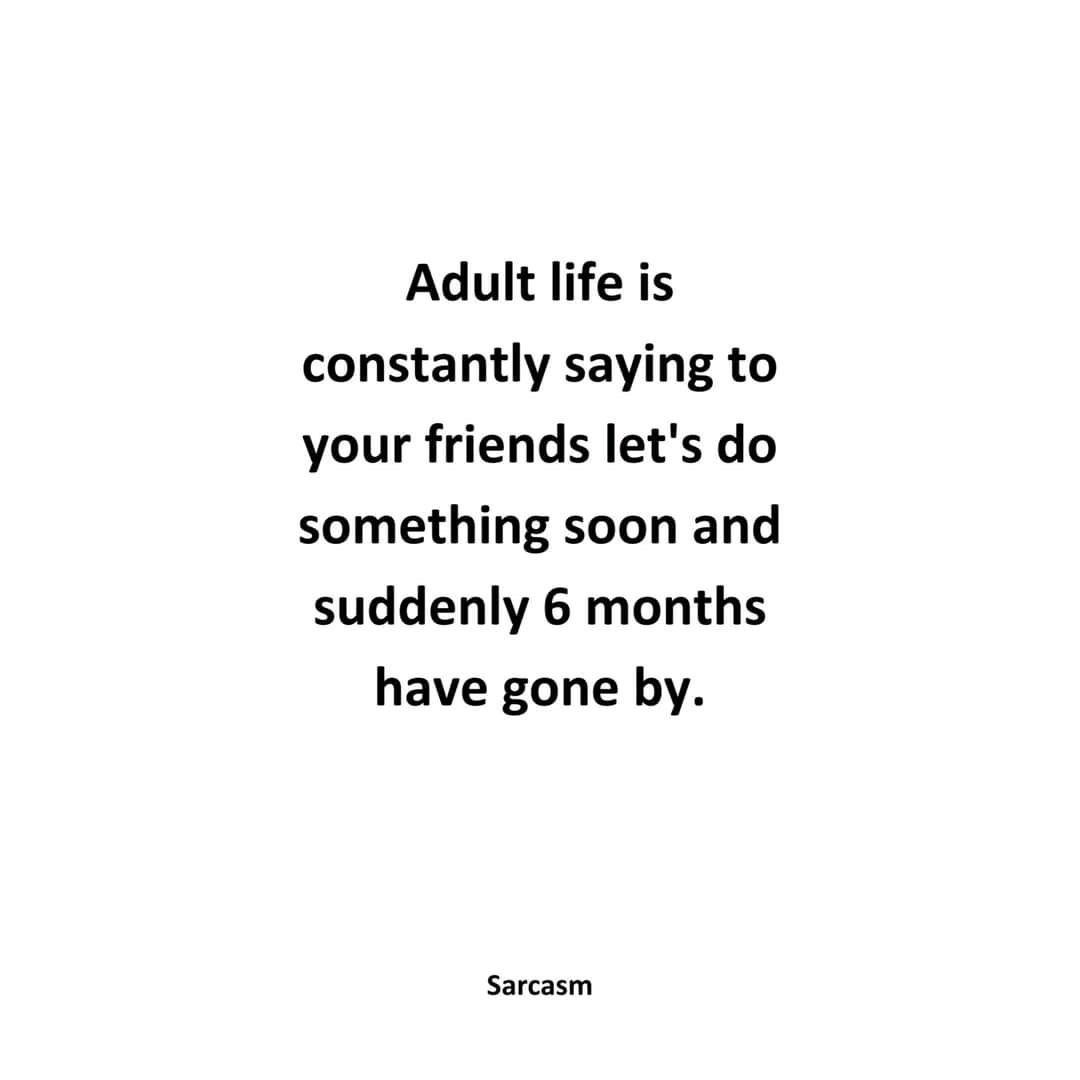 Adult life is
constantly saying to
your friends let's do
something soon and
suddenly 6 months
have gone by.
Sarcasm